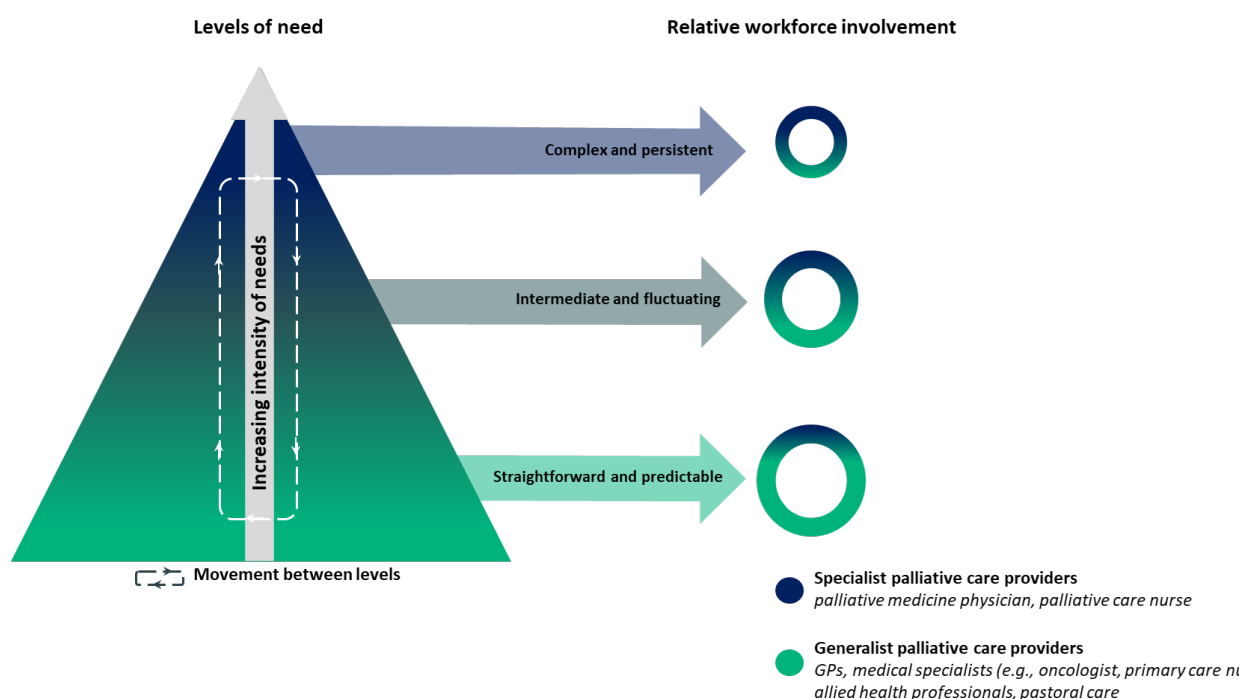 Levels of need
Relative workforce involvement
Complex and persistent
Increasing intensity of needs
Intermediate and fluctuating
Straightforward and predictable
Movement between levels
Specialist palliative care providers
palliative medicine physician, palliative care nurse
Generalist palliative care providers
GPs, medical specialists (e.g., oncologist, primary care nu
allied health professionals, pastoral care